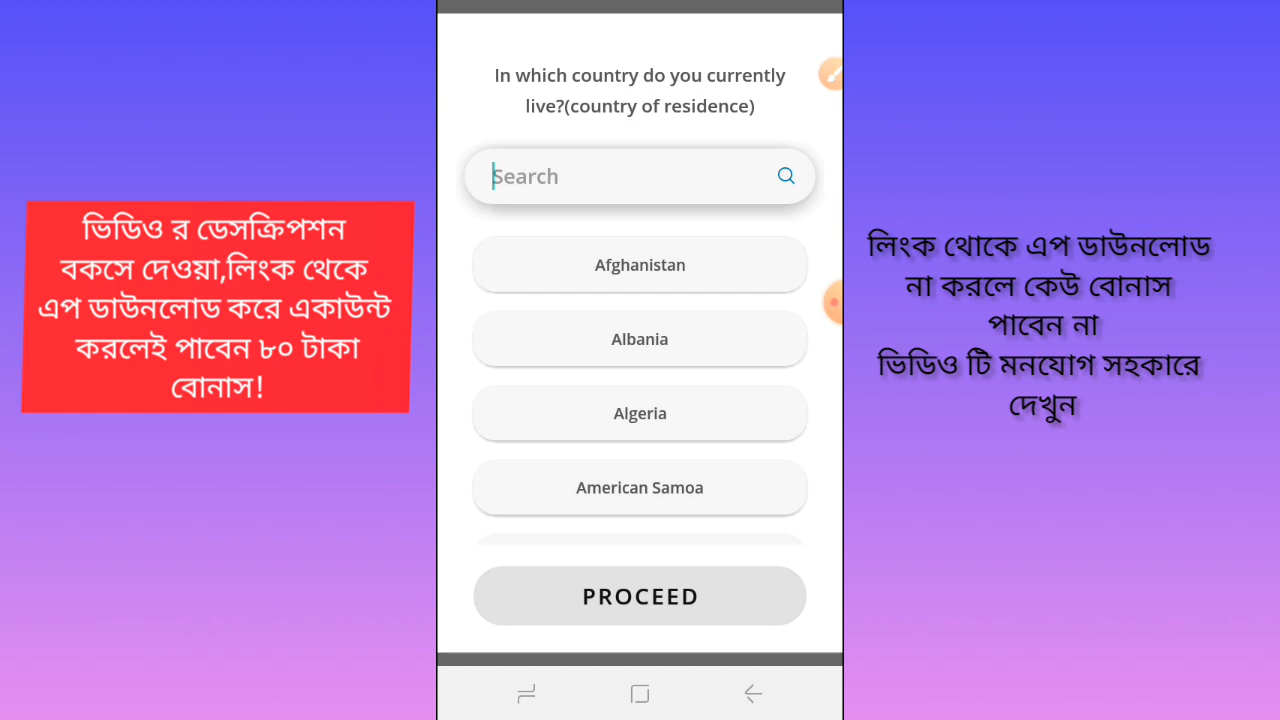 ভিডিও র ডেসক্রিপশন
বকসে দেওয়া,লিংক থেকে
এপ ডাউনলোড করে একাউন্ট
করলেই পাবেন ৮০ টাকা
বোনাস!
In which country do you currently
live?(country of residence)
Search
Afghanistan
Albania
Algeria
American Samoa
PROCEED
লিংক থোকে এপ ডাউনলোড
না করলে কেউ বোনাস
পাবেন না
ভিডিও টি মনযোগ সহকারে
দেখুন